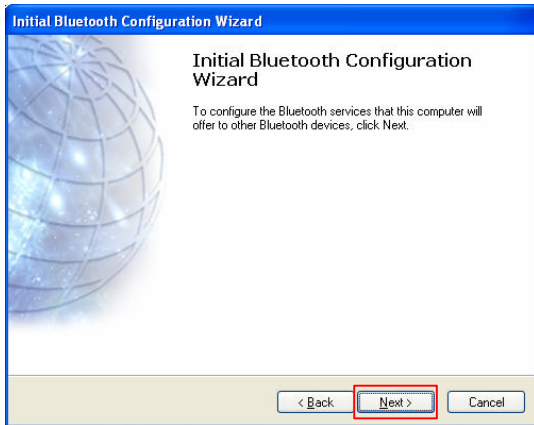 Initial Bluetooth Configuration Wizard
Initial Bluetooth Configuration
Wizard
To configure the Bluetooth services that this computer will
offer to other Bluetooth devices, click Next.
< Back Next > Cancel